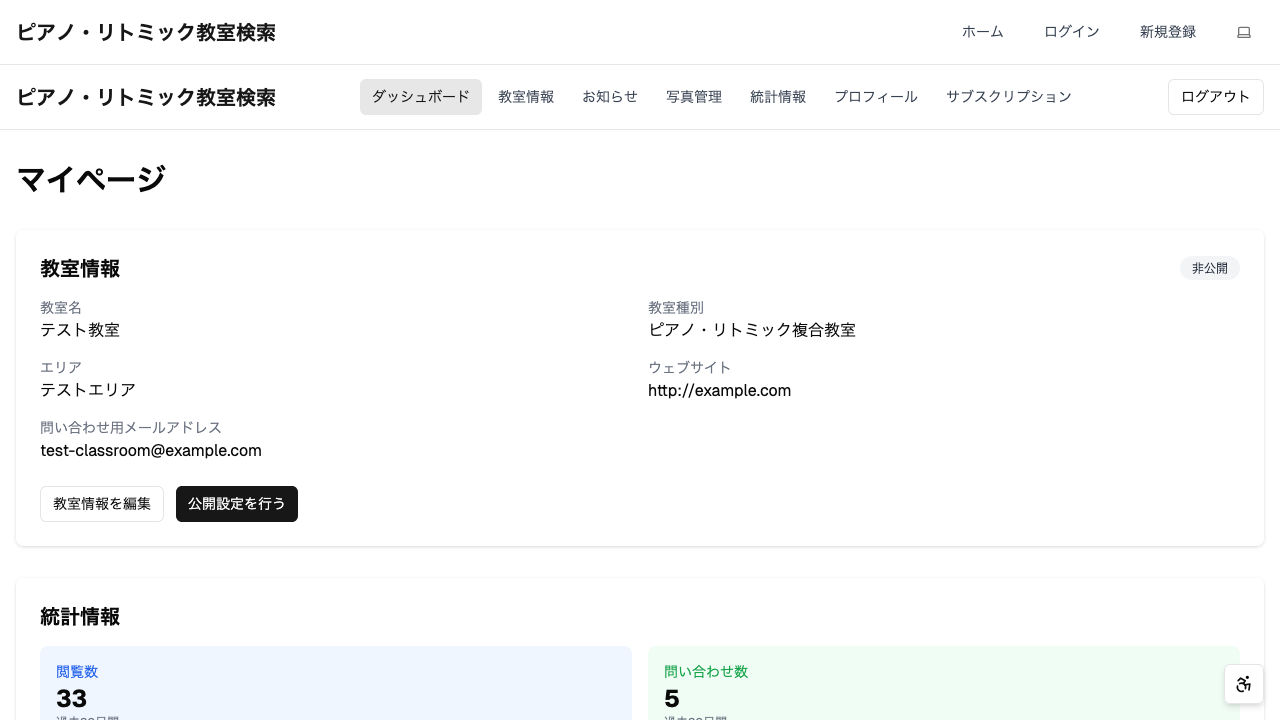 ピアノ・リトミック教室検索
ホーム ログイン 新規登録
ピアノ・リトミック教室検索
ダッシュボード 教室情報 お知らせ 写真管理 統計情報 プロフィール サブスクリプション ログアウト
マイページ
教室情報 非公開
教室名 教室種別
テスト教室 ピアノ・リトミック複合教室
エリア ウェブサイト
テストエリア http://example.com
問い合わせ用メールアドレス
test-classroom@example.com
教室情報を編集 公開設定を行う
統計情報
閲覧数 問い合わせ数
33 5